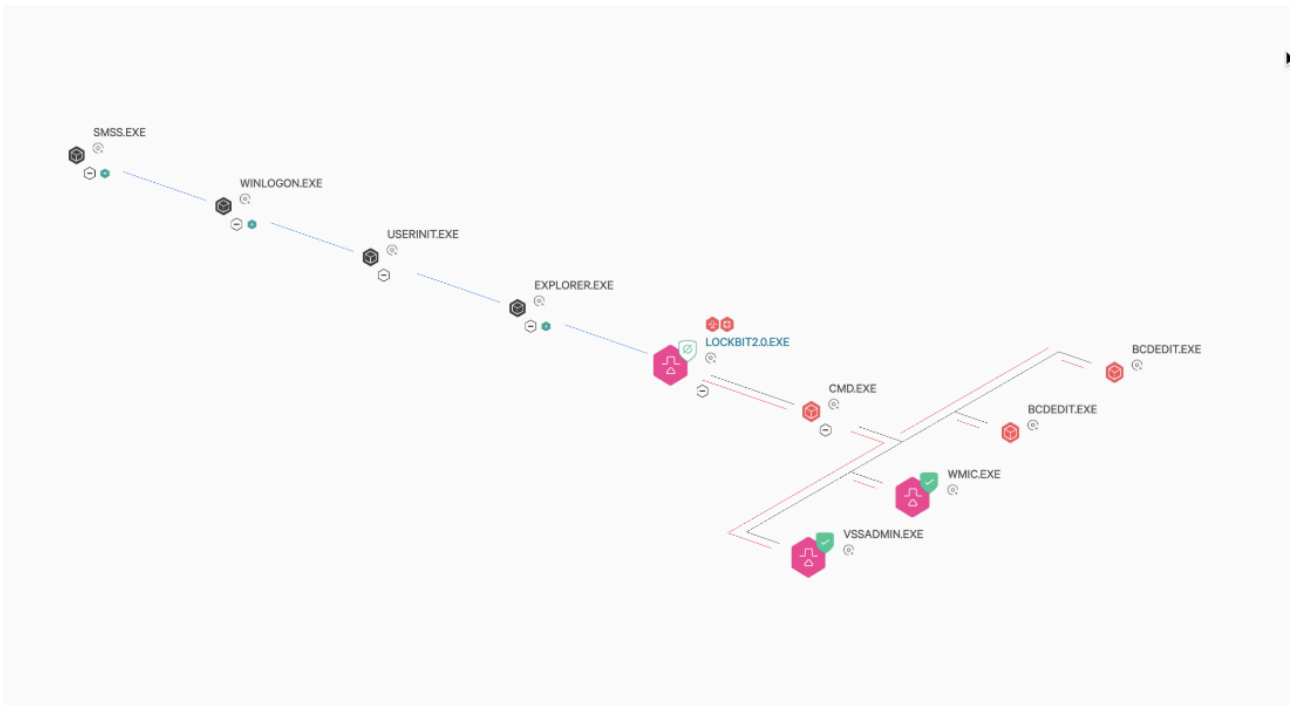 SMSS.EXE
WINLOGON.EXE
USERINIT.EXE
EXPLORER.EXE
LOCKBIT2.0.EXE
CMD.EXE
BCDEDIT.EXE
BCDEDIT.EXE
WMIC.EXE
VSSADMIN.EXE